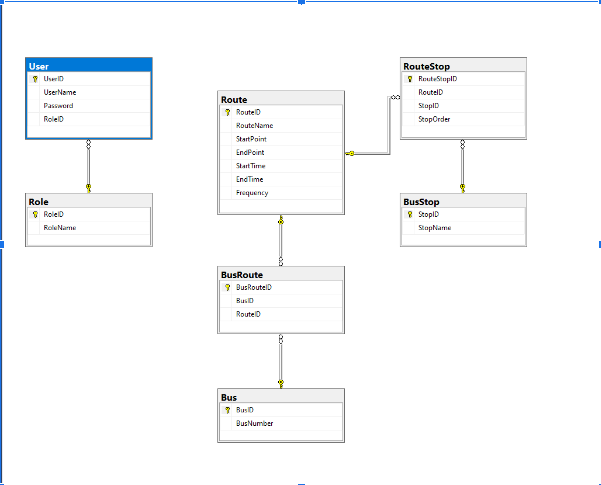 User
UserID
UserName
Password
RoleID
Role
RoleID
RoleName
Route
RouteID
RouteName
StartPoint
EndPoint
StartTime
EndTime
Frequency
BusRoute
BusRouteID
BusID
RouteID
Bus
BusID
BusNumber
RouteStop
RouteStopID
RouteID
StopID
StopOrder
BusStop
StopID
StopName